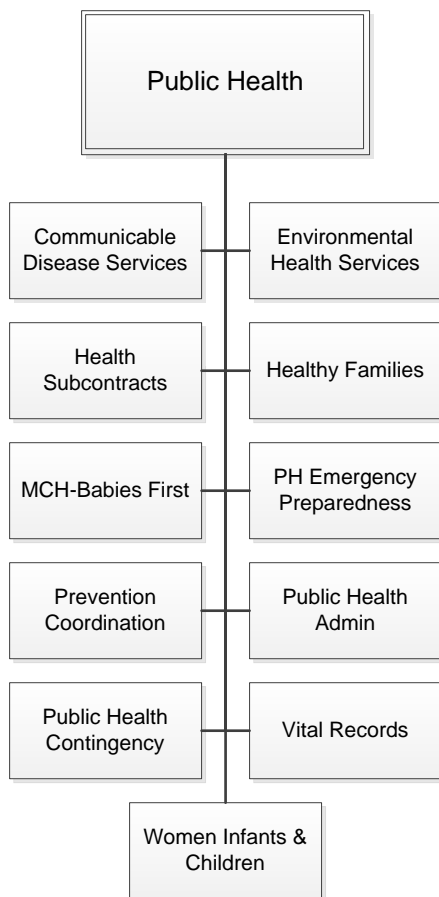 Public Health
Communicable
Disease Services
Environmental
Health Services
Health
Subcontracts
Healthy Families
MCH-Babies First
PH Emergency
Preparedness
Prevention
Coordination
Public Health
Admin
Public Health
Contingency
Vital Records
Women Infants &
Children